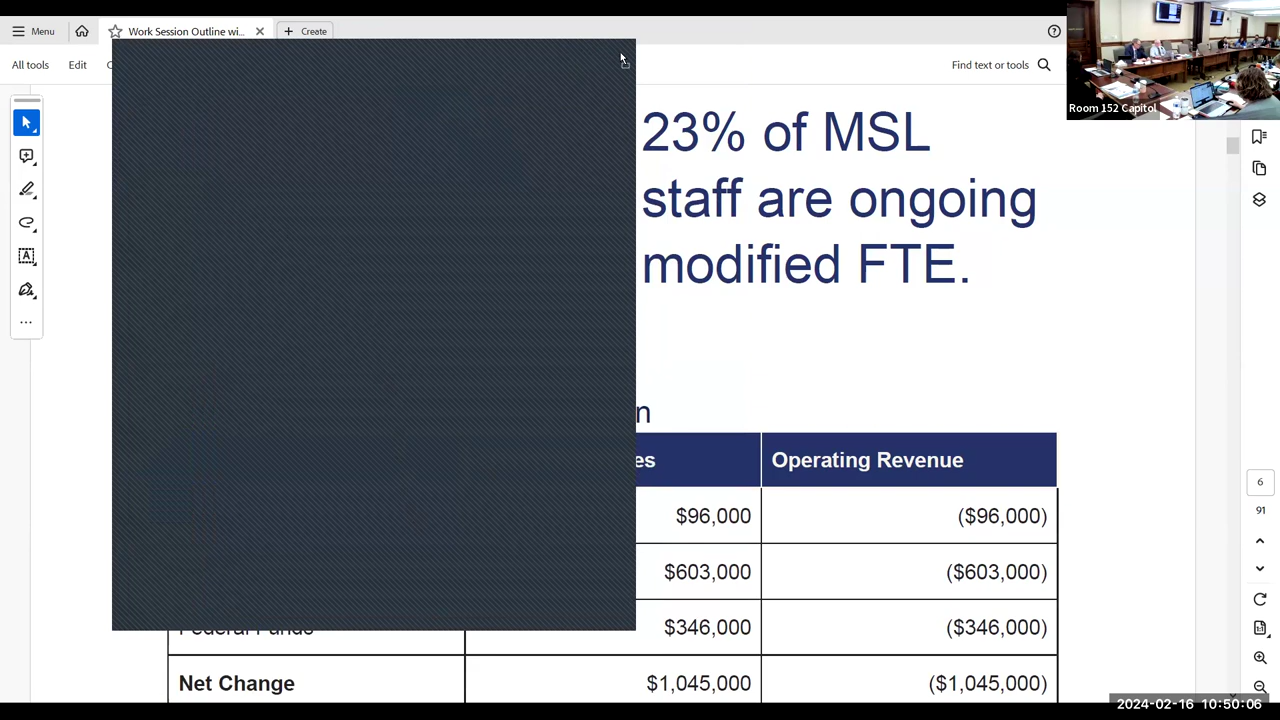 Menu
Work Session Outline wi...
Create
All tools
Edit
Find text or tools
Room 152 Capitol
23% of MSL
staff are ongoing
modified FTE.
Operating Revenue
$96,000
($96,000)
$603,000
($603,000)
Federal Funds
$346,000
($346,000)
Net Change
$1,045,000
($1,045,000)
6
91
2024-02-16 10:50:06